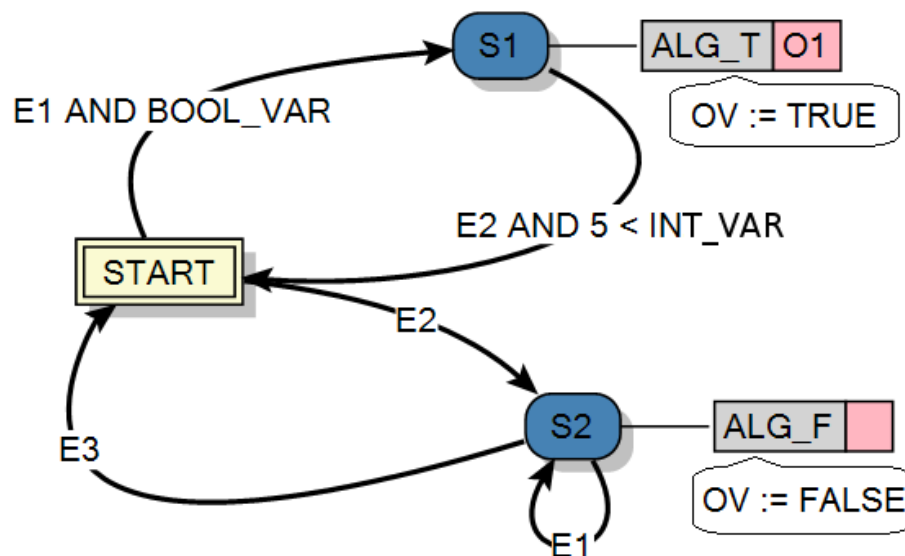 S1
ALG_T O1
E1 AND BOOL_VAR
OV := TRUE
E2 AND 5 < INT_VAR
START
E2
S2
ALG_F
E3
OV := FALSE
E1